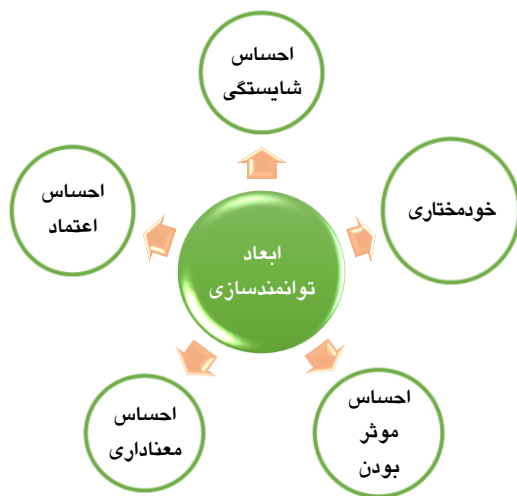 احساس
شایستگی
خودمختاری
احساس
اعتماد
ابعاد
توانمندسازی
احساس
موثر
بودن
احساس
معناداری